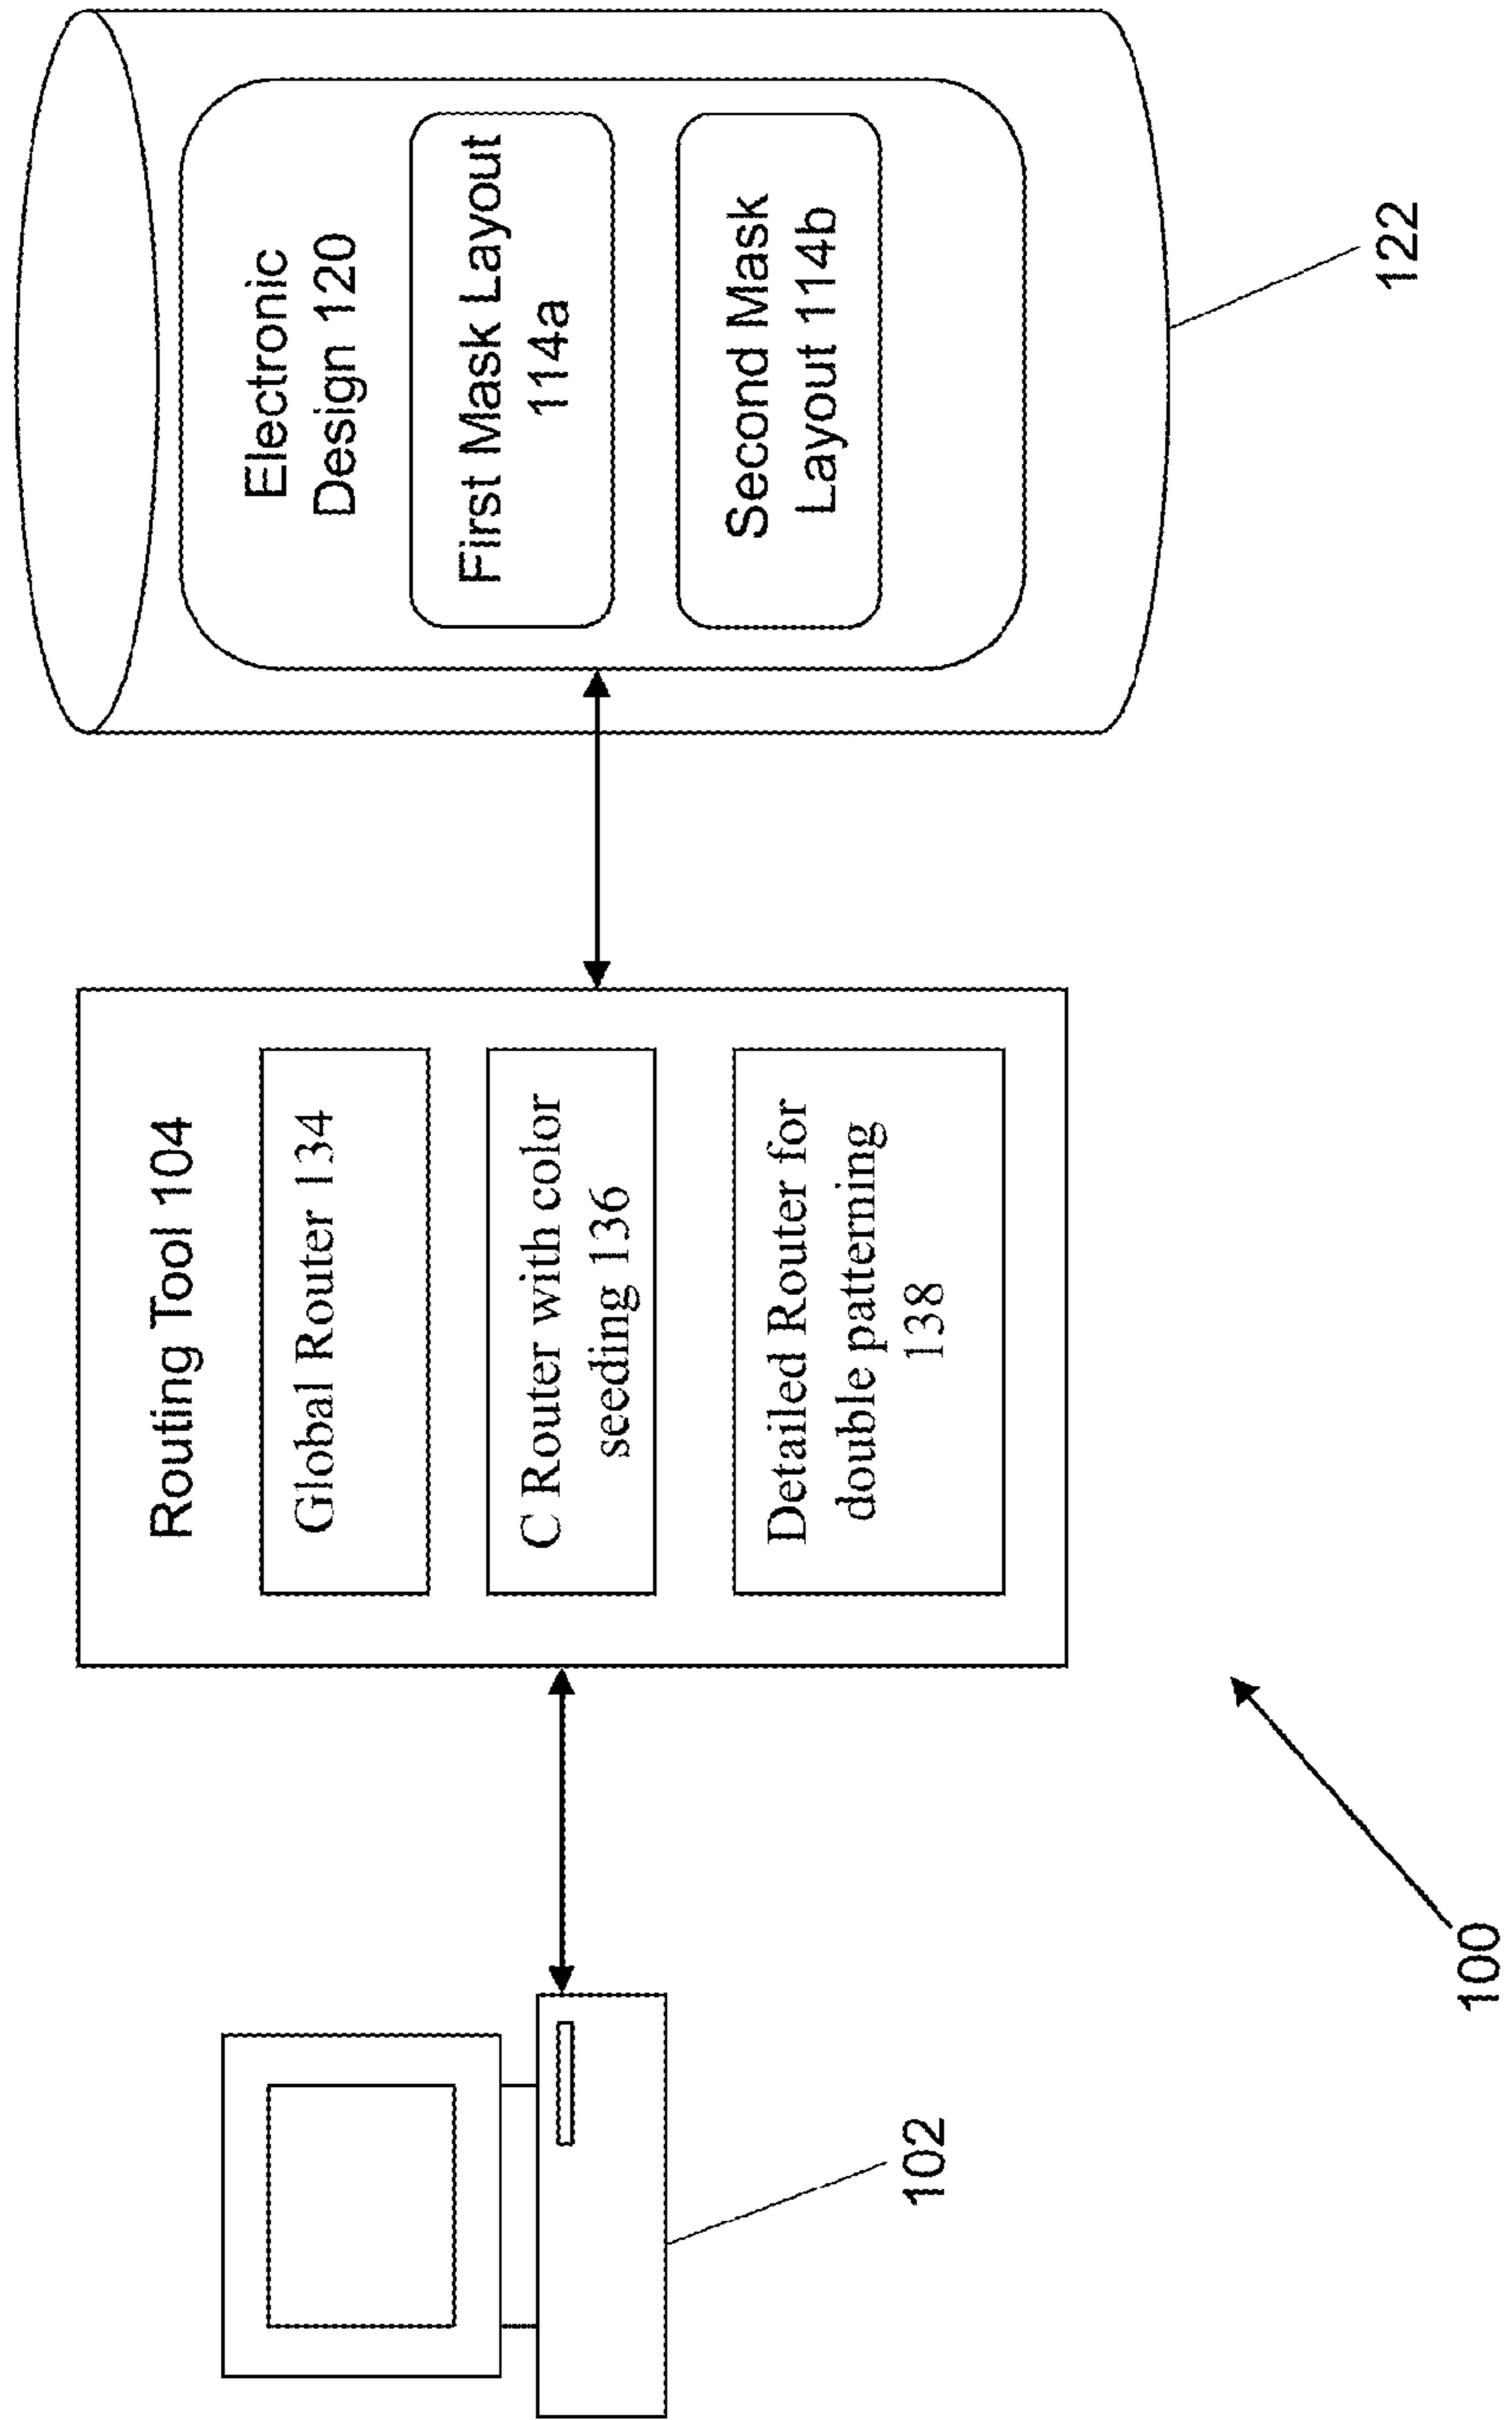 Routing Tool 104
Global Router 134
C Router with color
seeding 136
Detailed Router for
double patterning
138
Electronic
Design 120
First Mask Layout
114a
Second Mask
Layout 114b
102
100
122